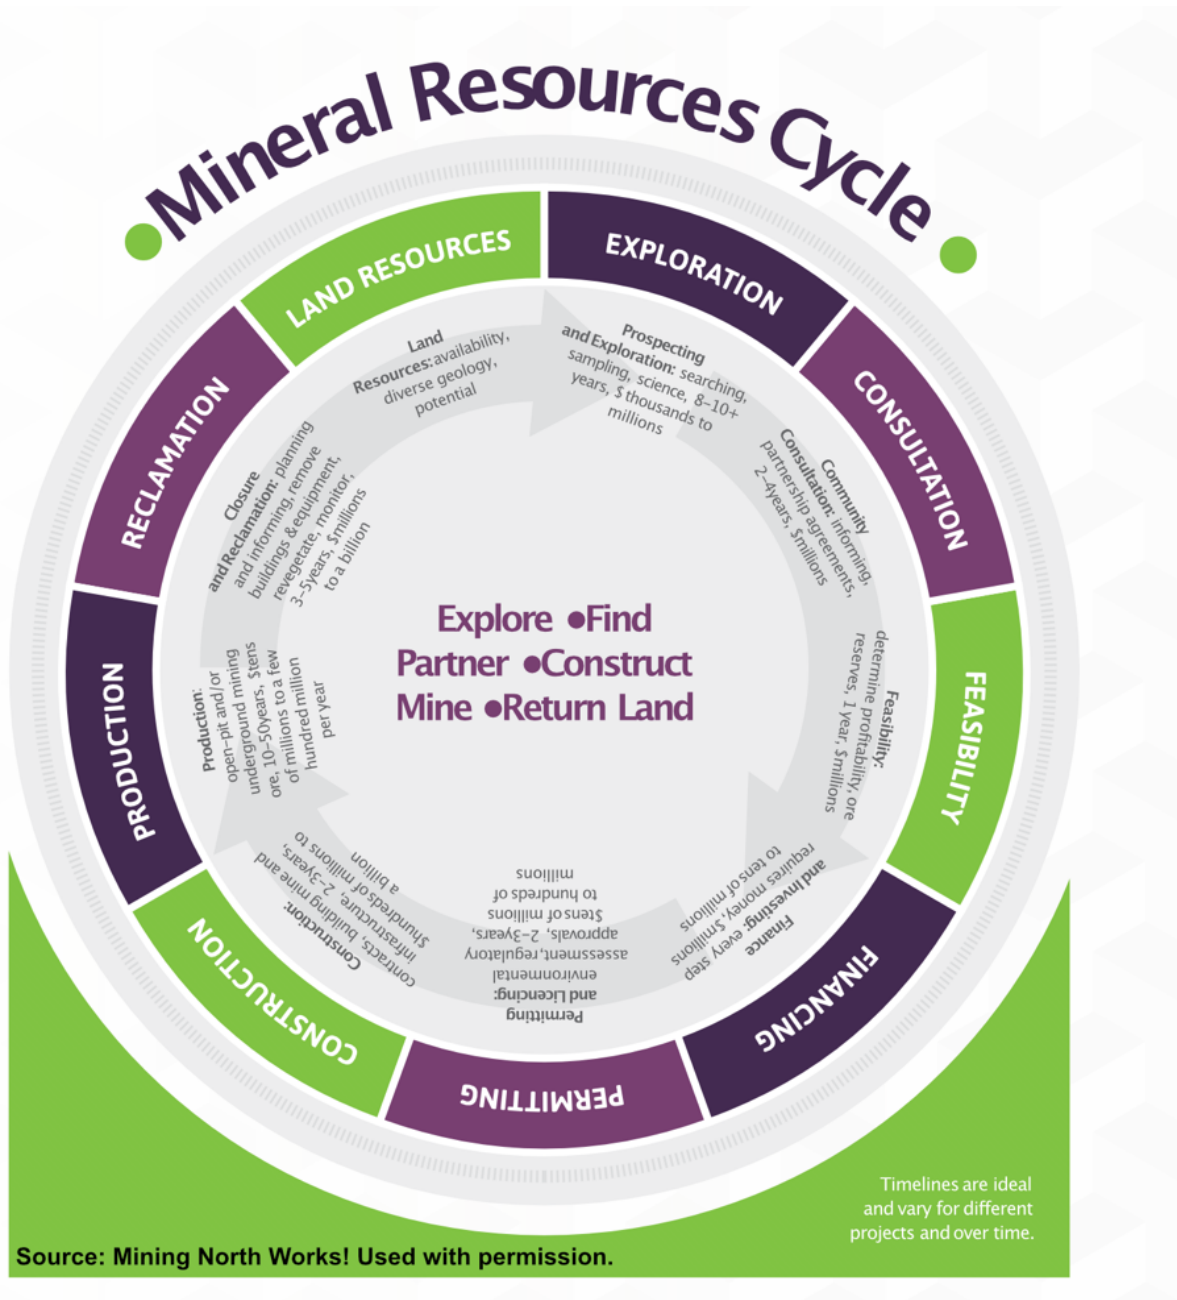 Mineral Resources Cycle
LAND RESOURCES
EXPLORATION
CONSULTATION
FEASIBILITY
FINANCING
PERMITTING
CONSTRUCTION
PRODUCTION
RECLAMATION
Land
Resources: availability,
diverse geology,
potential
Prospecting
and Exploration: searching,
sampling, science, 8–10+
years, $ thousands to
millions
Community
Consultation: informing,
partnership agreements,
2–4years, $millions
Feasibility:
determine profitability, ore
reserves, 1 year, $millions
Finance
and Investing: every step
requires money, $millions
to tens of millions
Permitting
and Licencing:
environmental
assessment, regulatory
approvals, 2–3years,
$tens of millions
to hundreds of
millions
Construction:
contracts, building mine and
infrastructure, 2–3years,
$hundreds of millions to
a billion
Production:
open-pit and/or
underground mining
ore, 10–50years, $tens
of millions to a few
hundred million
per year
Closure
and Reclamation: planning
and informing, remove
buildings & equipment,
revegetate, monitor,
3–5years, $millions
to a billion
Explore •Find
Partner •Construct
Mine •Return Land
Timelines are ideal
and vary for different
projects and over time.
Source: Mining North Works! Used with permission.